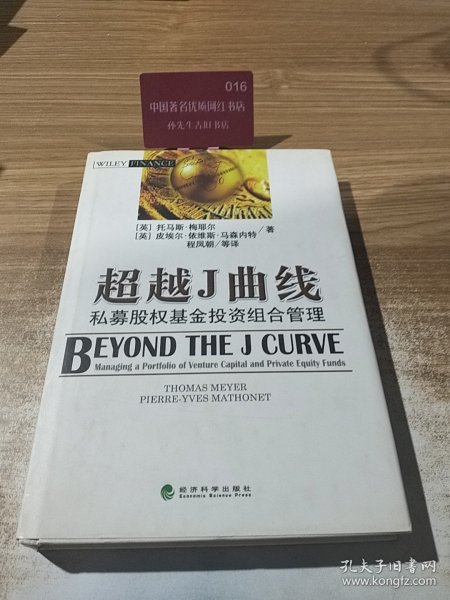 016
中国著名优质网红书店
孙先生古旧书店
WILEY FINANCE
[英] 托马斯·梅耶尔
[英] 皮埃尔·依维斯·马森内特 / 著
程凤朝 / 等译
超越J曲线
私募股权基金投资组合管理
BEYOND THE J CURVE
Managing a Portfolio of Venture Capital and Private Equity Funds
THOMAS MEYER
PIERRE-YVES MATHONET
经济科学出版社
Economic Science Press
孔夫子旧书网
www.kongfz.com